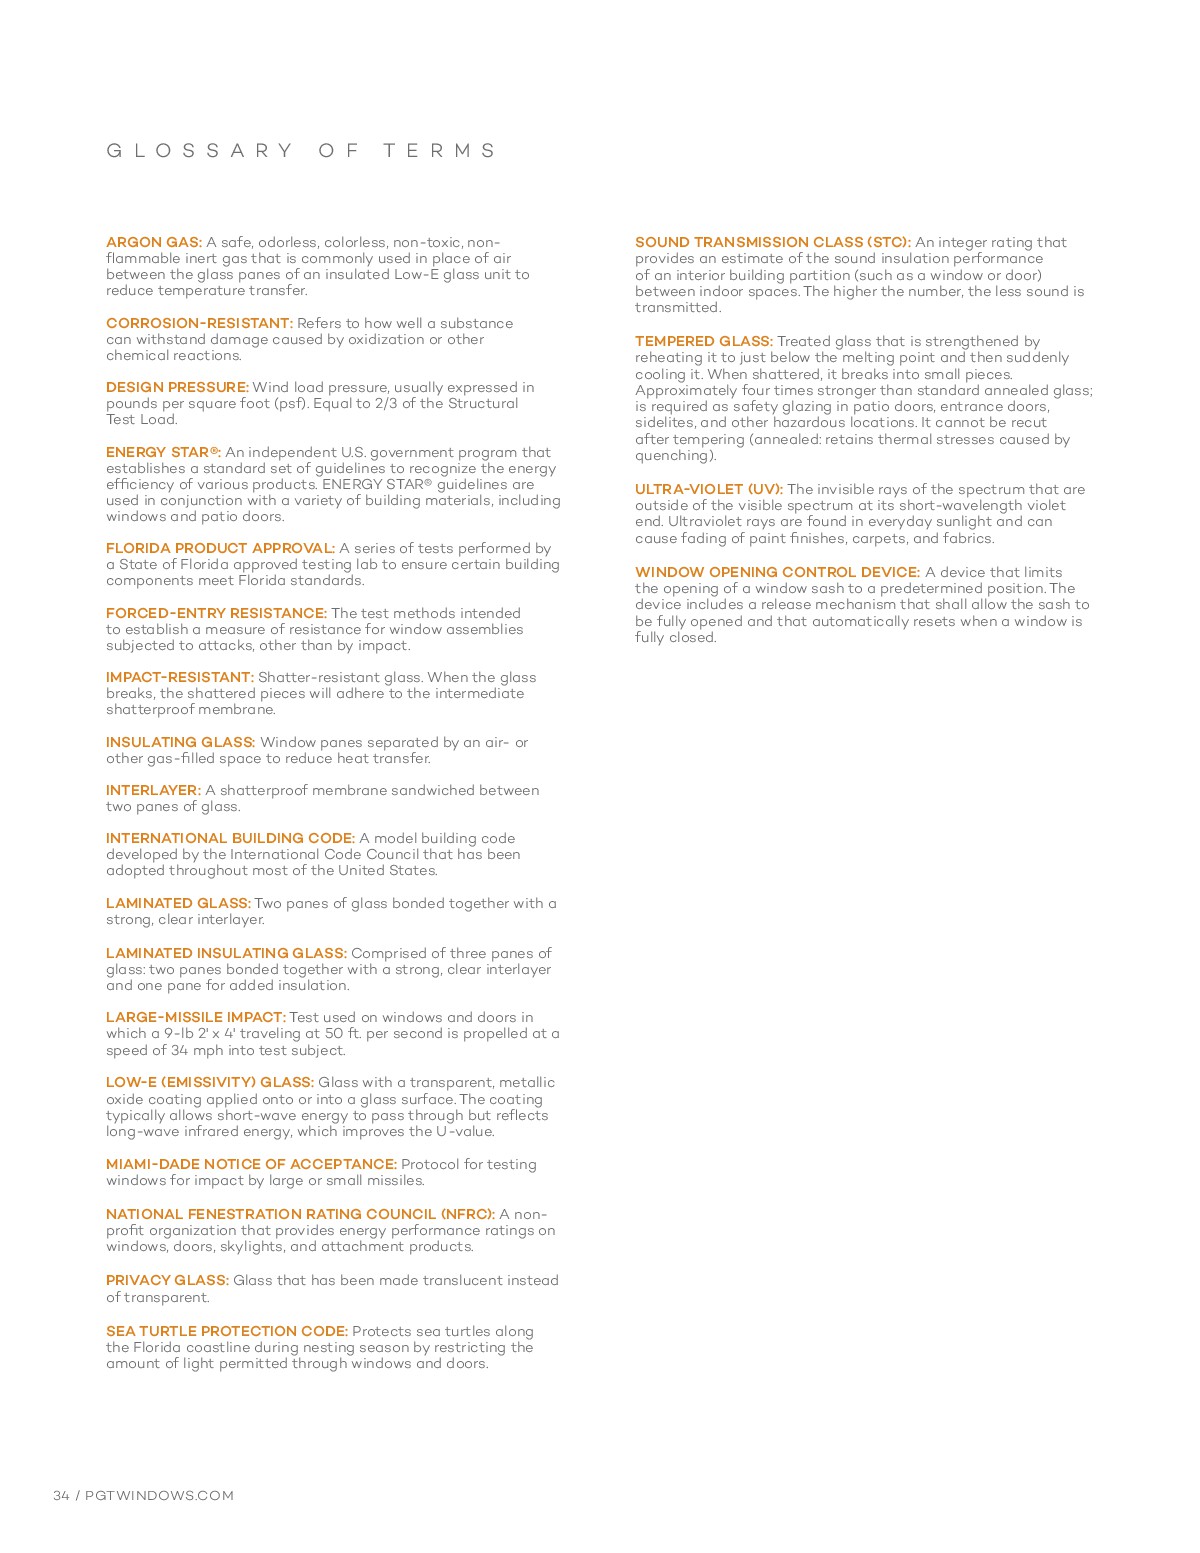 GLOSSARY OF TERMS
ARGON GAS: A safe, odorless, colorless, non-toxic, non-
flammable inert gas that is commonly used in place of air
between the glass panes of an insulated Low-E glass unit to
reduce temperature transfer.
CORROSION-RESISTANT: Refers to how well a substance
can withstand damage caused by oxidization or other
chemical reactions.
DESIGN PRESSURE: Wind load pressure, usually expressed in
pounds per square foot (psf). Equal to 2/3 of the Structural
Test Load.
ENERGY STAR®: An independent U.S. government program that
establishes a standard set of guidelines to recognize the energy
efficiency of various products. ENERGY STAR® guidelines are
used in conjunction with a variety of building materials, including
windows and patio doors.
FLORIDA PRODUCT APPROVAL: A series of tests performed by
a State of Florida approved testing lab to ensure certain building
components meet Florida standards.
FORCED-ENTRY RESISTANCE: The test methods intended
to establish a measure of resistance for window assemblies
subjected to attacks, other than by impact.
IMPACT-RESISTANT: Shatter-resistant glass. When the glass
breaks, the shattered pieces will adhere to the intermediate
shatterproof membrane.
INSULATING GLASS: Window panes separated by an air- or
other gas-filled space to reduce heat transfer.
INTERLAYER: A shatterproof membrane sandwiched between
two panes of glass.
INTERNATIONAL BUILDING CODE: A model building code
developed by the International Code Council that has been
adopted throughout most of the United States.
LAMINATED GLASS: Two panes of glass bonded together with a
strong, clear interlayer.
LAMINATED INSULATING GLASS: Comprised of three panes of
glass: two panes bonded together with a strong, clear interlayer
and one pane for added insulation.
LARGE-MISSILE IMPACT: Test used on windows and doors in
which a 9-lb 2' x 4' traveling at 50 ft. per second is propelled at a
speed of 34 mph into test subject.
LOW-E (EMISSIVITY) GLASS: Glass with a transparent, metallic
oxide coating applied onto or into a glass surface. The coating
typically allows short-wave energy to pass through but reflects
long-wave infrared energy, which improves the U-value.
MIAMI-DADE NOTICE OF ACCEPTANCE: Protocol for testing
windows for impact by large or small missiles.
NATIONAL FENESTRATION RATING COUNCIL (NFRC): A non-
profit organization that provides energy performance ratings on
windows, doors, skylights, and attachment products.
PRIVACY GLASS: Glass that has been made translucent instead
of transparent.
SEA TURTLE PROTECTION CODE: Protects sea turtles along
the Florida coastline during nesting season by restricting the
amount of light permitted through windows and doors.
SOUND TRANSMISSION CLASS (STC): An integer rating that
provides an estimate of the sound insulation performance
of an interior building partition (such as a window or door)
between indoor spaces. The higher the number, the less sound is
transmitted.
TEMPERED GLASS: Treated glass that is strengthened by
reheating it to just below the melting point and then suddenly
cooling it. When shattered, it breaks into small pieces.
Approximately four times stronger than standard annealed glass;
is required as safety glazing in patio doors, entrance doors,
sidelites, and other hazardous locations. It cannot be recut
after tempering (annealed: retains thermal stresses caused by
quenching).
ULTRA-VIOLET (UV): The invisible rays of the spectrum that are
outside of the visible spectrum at its short-wavelength violet
end. Ultraviolet rays are found in everyday sunlight and can
cause fading of paint finishes, carpets, and fabrics.
WINDOW OPENING CONTROL DEVICE: A device that limits
the opening of a window sash to a predetermined position. The
device includes a release mechanism that shall allow the sash to
be fully opened and that automatically resets when a window is
fully closed.
34 / PGTWINDOWS.COM